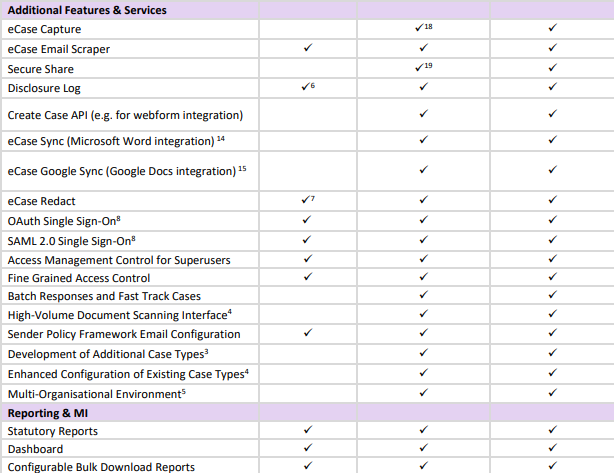 Additional Features & Services
eCase Capture ✓18 ✓
eCase Email Scraper ✓ ✓ ✓
Secure Share ✓19 ✓
Disclosure Log ✓6 ✓ ✓
Create Case API (e.g. for webform integration) ✓ ✓
eCase Sync (Microsoft Word integration) 14 ✓ ✓
eCase Google Sync (Google Docs integration) 15 ✓ ✓
eCase Redact ✓7 ✓ ✓
OAuth Single Sign-On8 ✓ ✓ ✓
SAML 2.0 Single Sign-On8 ✓ ✓ ✓
Access Management Control for Superusers ✓ ✓ ✓
Fine Grained Access Control ✓ ✓ ✓
Batch Responses and Fast Track Cases ✓ ✓
High-Volume Document Scanning Interface4 ✓ ✓
Sender Policy Framework Email Configuration ✓ ✓ ✓
Development of Additional Case Types3 ✓ ✓
Enhanced Configuration of Existing Case Types4 ✓ ✓
Multi-Organisational Environment5 ✓ ✓
Reporting & MI
Statutory Reports ✓ ✓ ✓
Dashboard ✓ ✓ ✓
Configurable Bulk Download Reports ✓ ✓ ✓